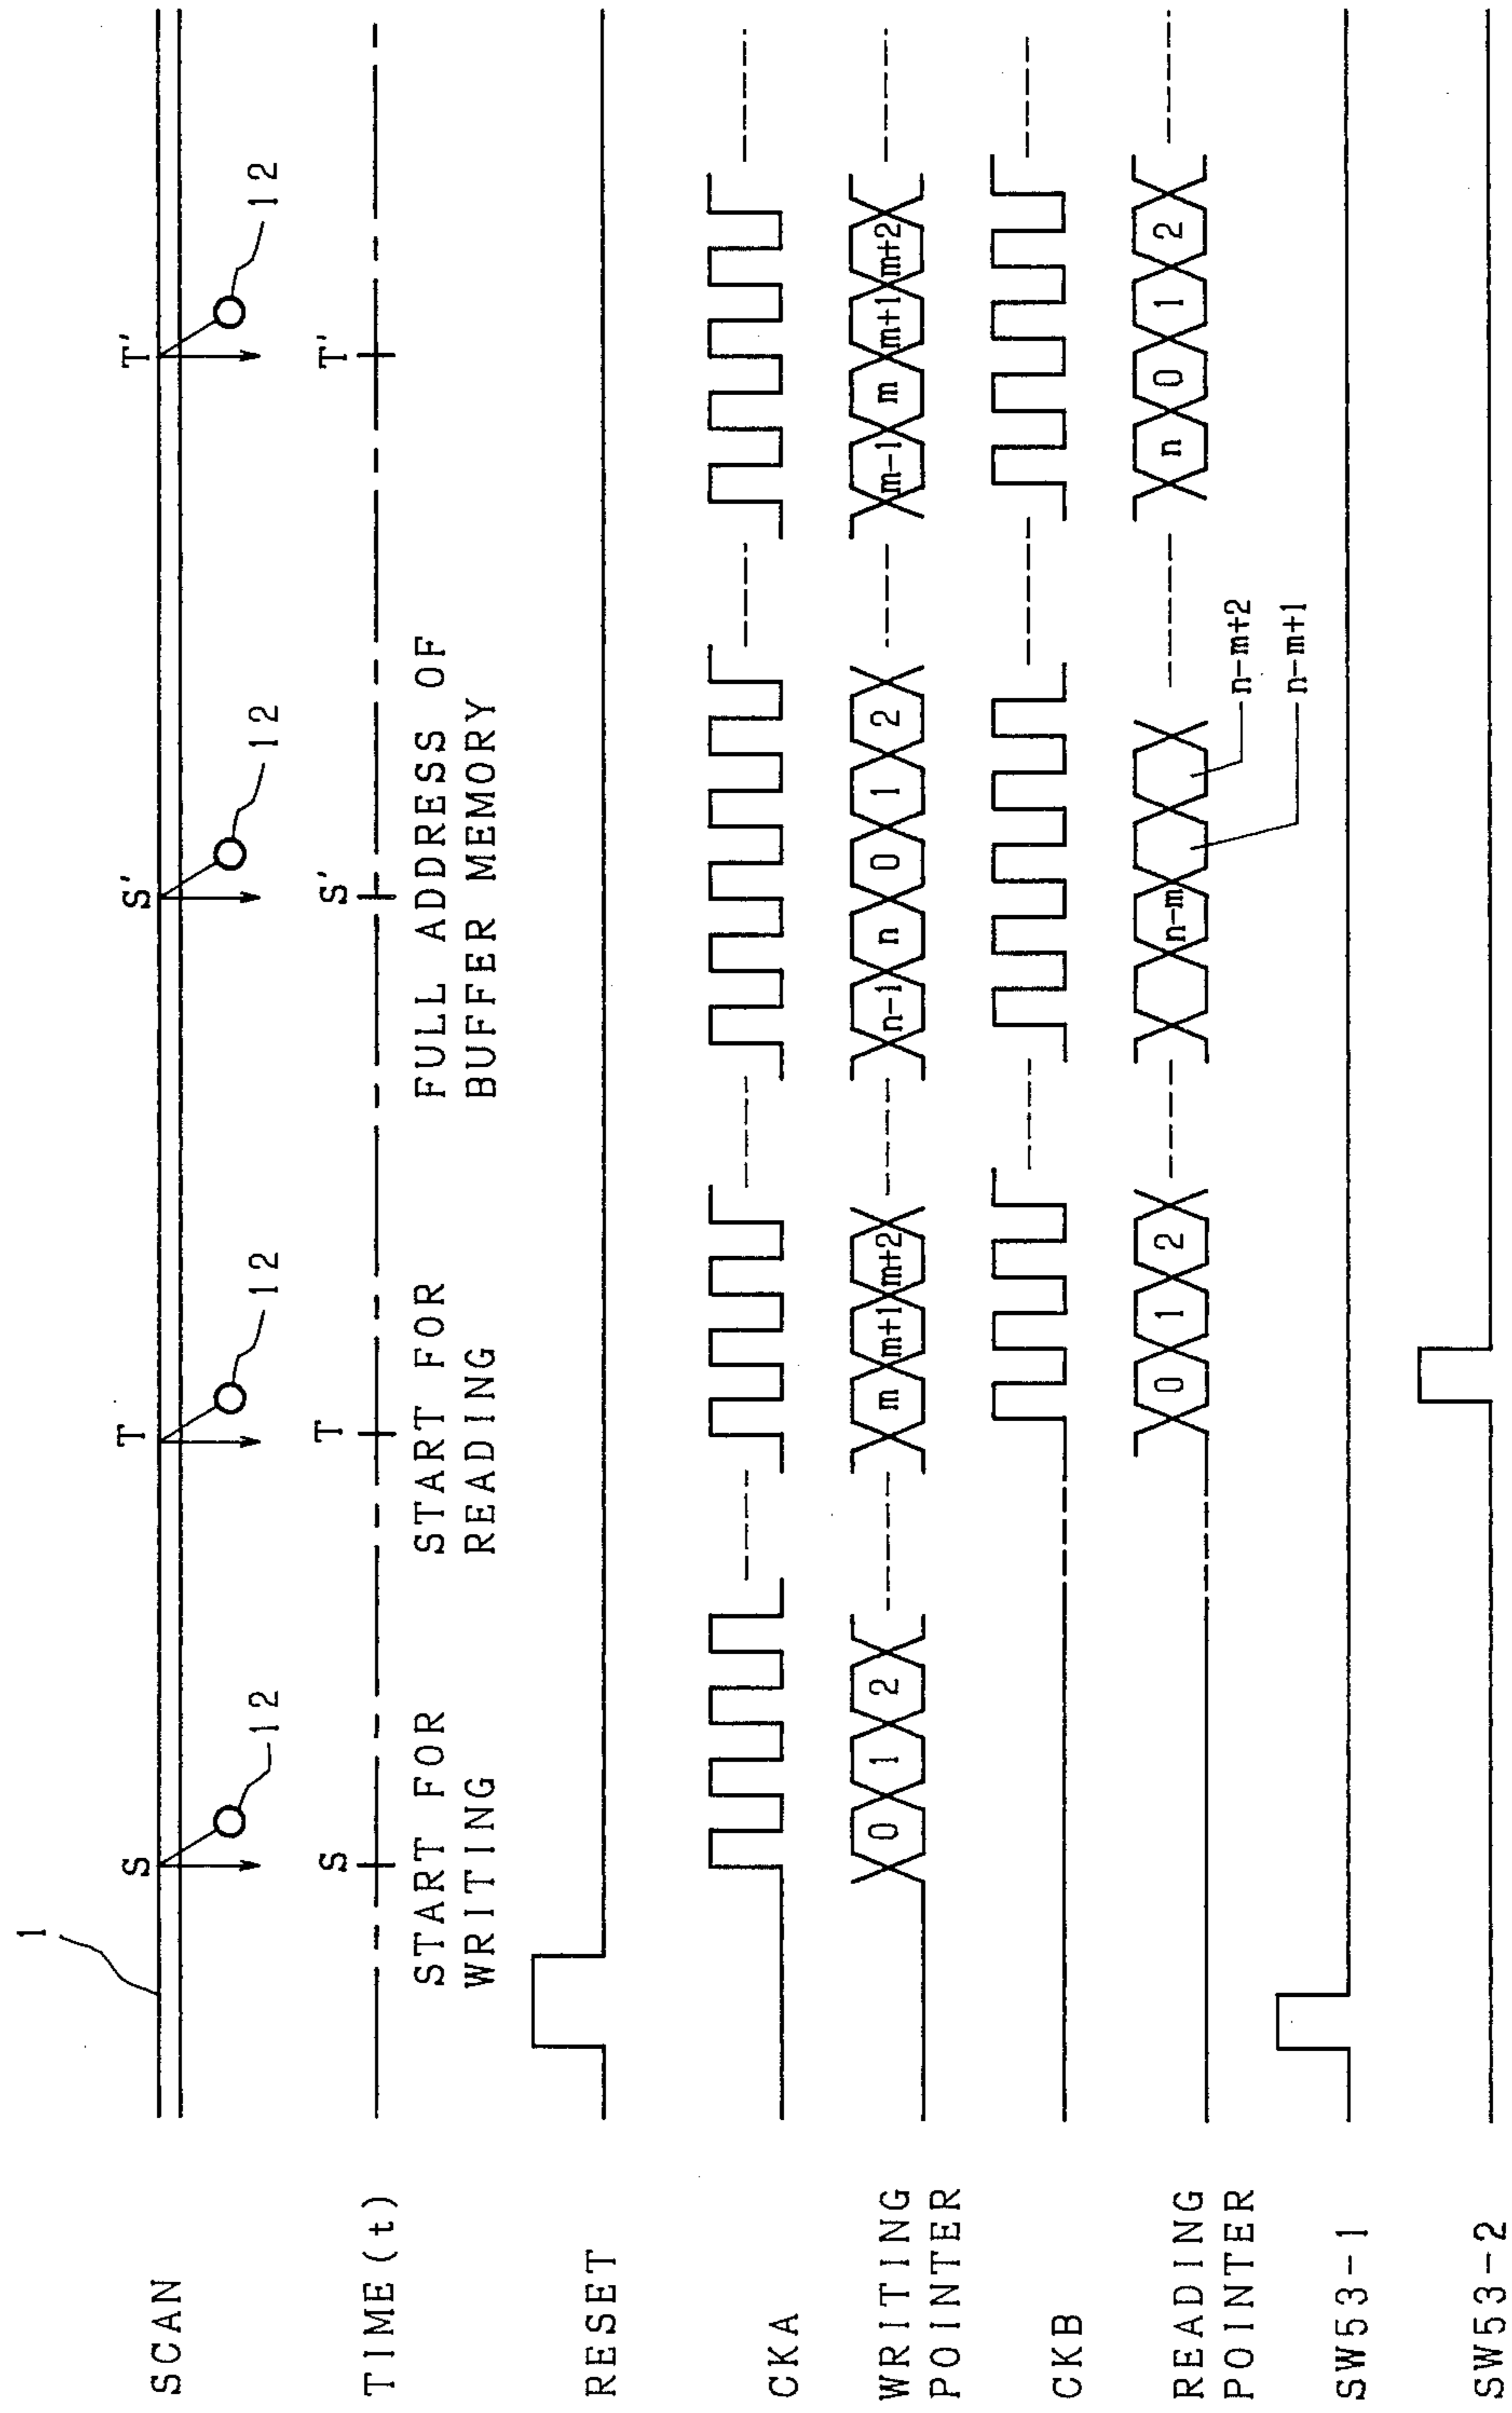 1
SCAN
S
T
S'
T'
12
12
12
12
TIME(t)
S
T
S'
T'
START FOR
WRITING
START FOR
READING
FULL ADDRESS OF
BUFFER MEMORY
RESET
CKA
WRITING
POINTER
0 1 2 m m+1 m+2 n-1 n 0 1 2 m-1 m m+1 m+2
CKB
READING
POINTER
0 1 2 n-m n 0 1 2
n-m+2
n-m+1
SW53-1
SW53-2